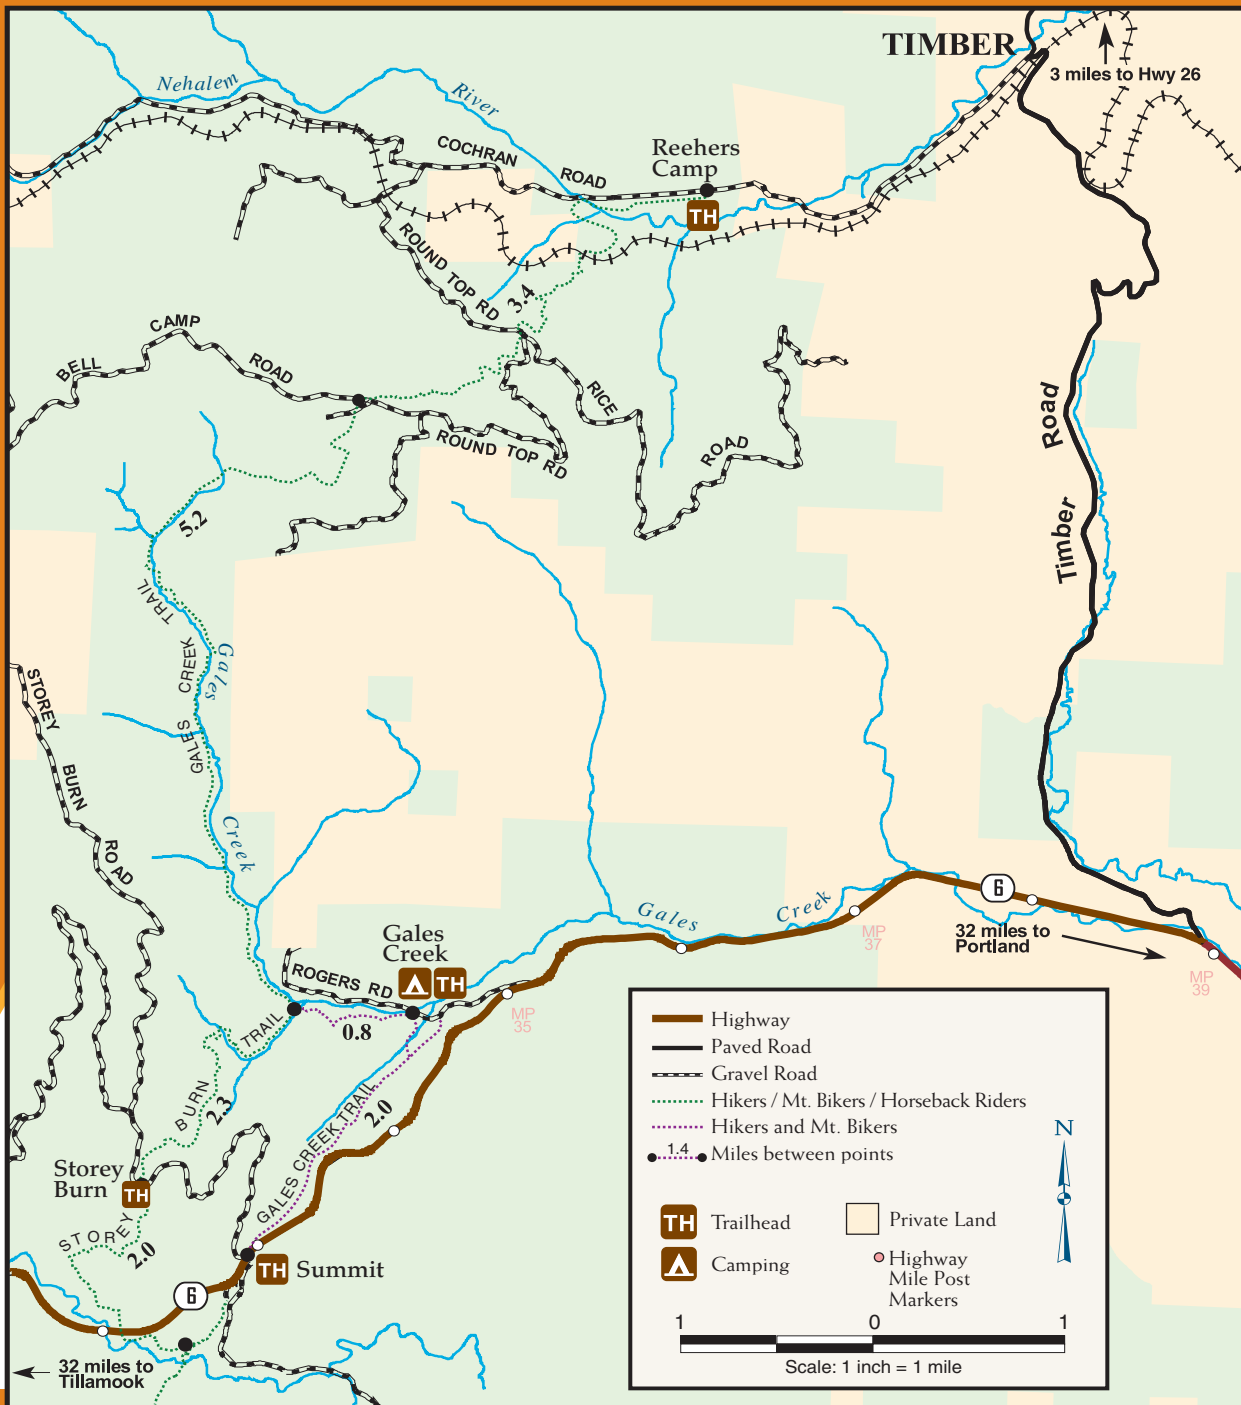 TIMBER
3 miles to Hwy 26
Nehalem
River
COCHRAN
ROAD
Reehers
Camp
TH
ROUND TOP RD
3.4
CAMP
BELL
ROAD
RICE
ROAD
ROUND TOP RD
Road
Timber
5.2
TRAIL
CREEK
GALES
Gales
Creek
STOREY
BURN
ROAD
Gales
Creek
6
32 miles to
Portland
MP
37
MP
39
Gales
Creek
TH
ROGERS RD
MP
35
0.8
TRAIL
BURN
2.3
GALES CREEK TRAIL
2.0
Storey
Burn
TH
STOREY
2.0
TH
Summit
6
32 miles to
Tillamook
Highway
Paved Road
Gravel Road
Hikers / Mt. Bikers / Horseback Riders
Hikers and Mt. Bikers
1.4
Miles between points
N
TH
Trailhead
Private Land
Camping
Highway
Mile Post
Markers
1 0 1
Scale: 1 inch = 1 mile